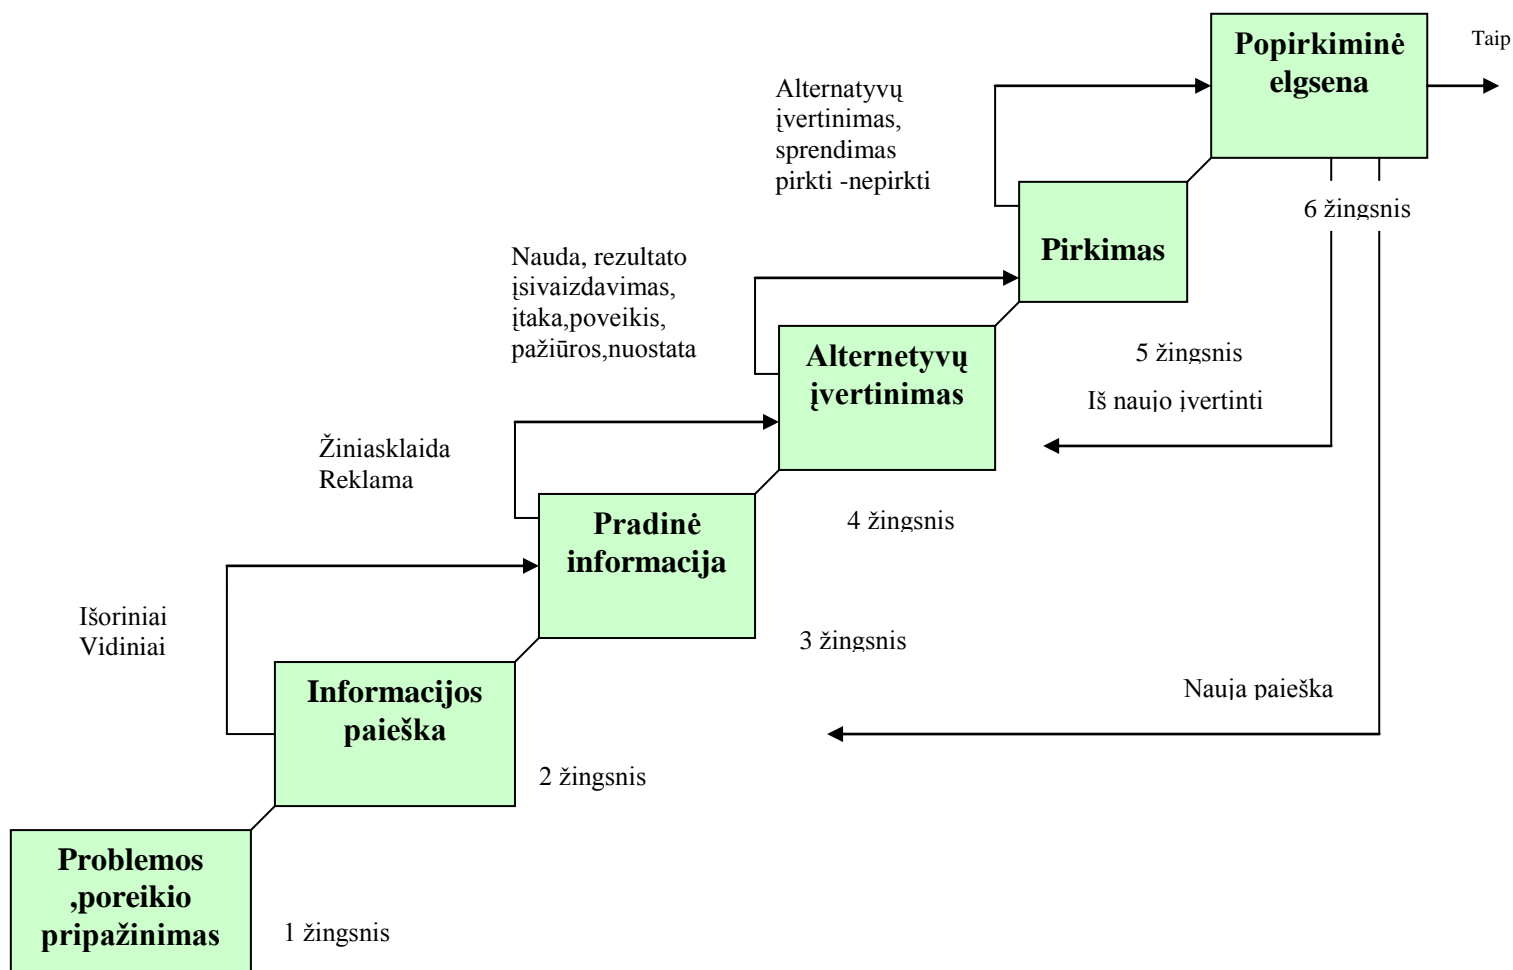 Popirkiminė
elgsena
Taip
Alternatyvų
įvertinimas,
sprendimas
pirkti -nepirkti
6 žingsnis
Pirkimas
Nauda, rezultato
įsivaizdavimas,
įtaka,poveikis,
pažiūros,nuostata
5 žingsnis
Alternetyvų
įvertinimas
Iš naujo įvertinti
Žiniasklaida
Reklama
4 žingsnis
Pradinė
informacija
Išoriniai
Vidiniai
3 žingsnis
Informacijos
paieška
Nauja paieška
2 žingsnis
Problemos
,poreikio
pripažinimas
1 žingsnis